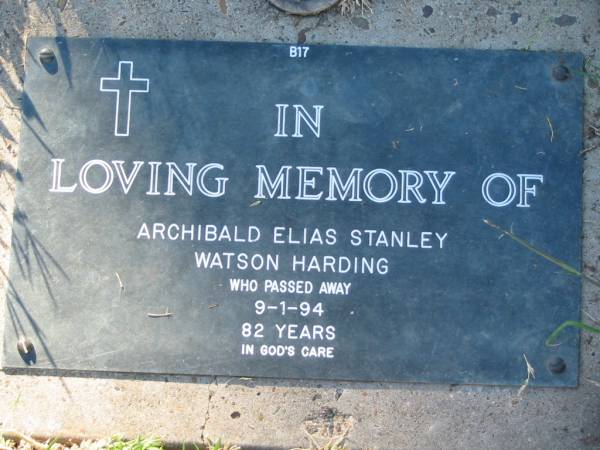 B17
IN
LOVING MEMORY OF
ARCHIBALD ELIAS STANLEY
WATSON HARDING
WHO PASSED AWAY
9-1-94
82 YEARS
IN GOD'S CARE